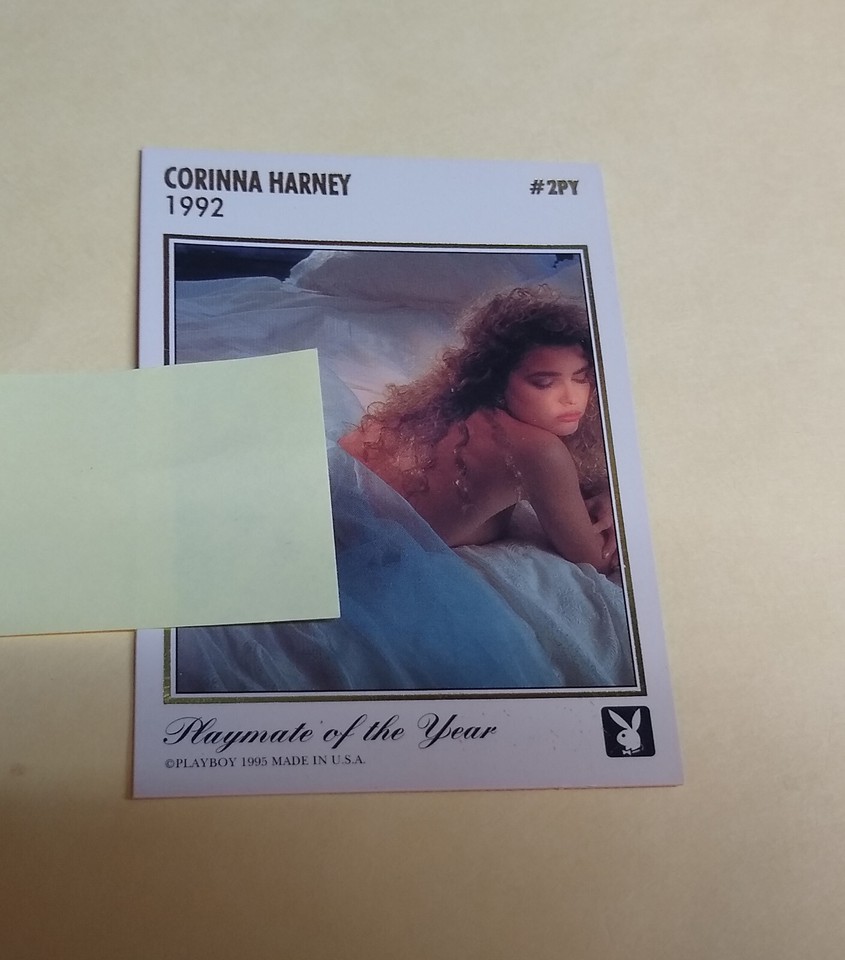 CORINNA HARNEY
#2PY
1992
Playmate of the Year
©PLAYBOY 1995 MADE IN U.S.A.